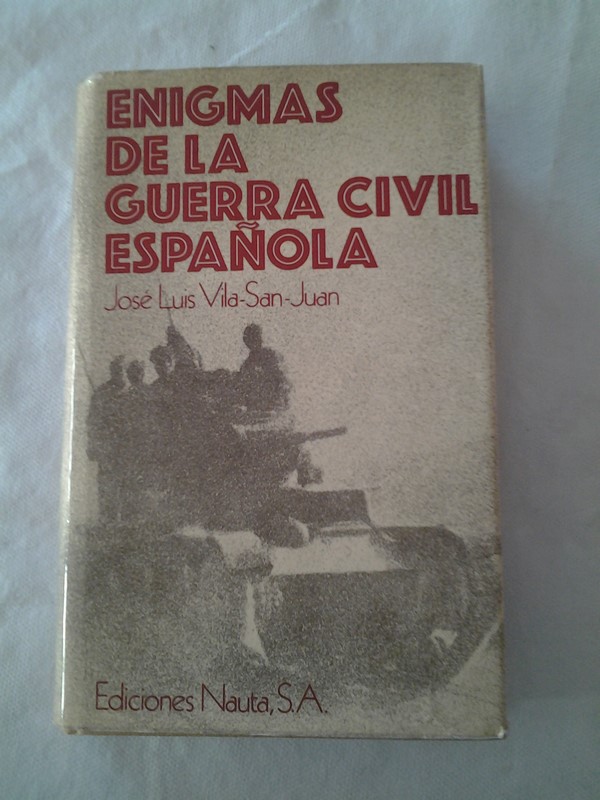 ENIGMAS
DE LA
GUERRA CIVIL
ESPAÑOLA
José Luis Vila-San-Juan
Ediciones Nauta, S.A.